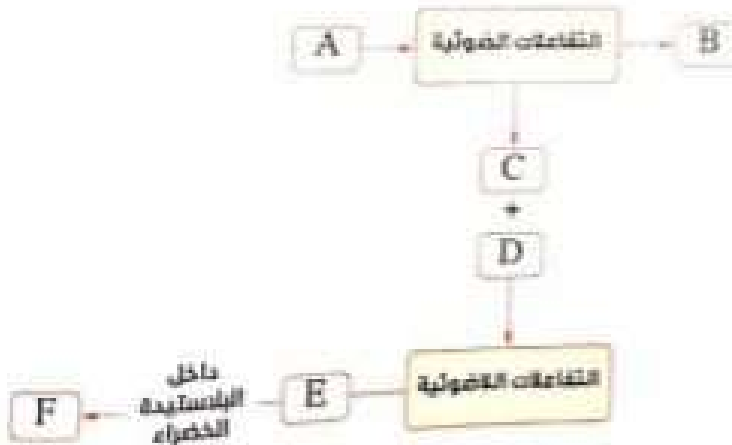 A
التفاعلات الضوئية
B
C
+
D
التفاعلات اللاضوئية
E
داخل
البلاستيدة
الخضراء
F